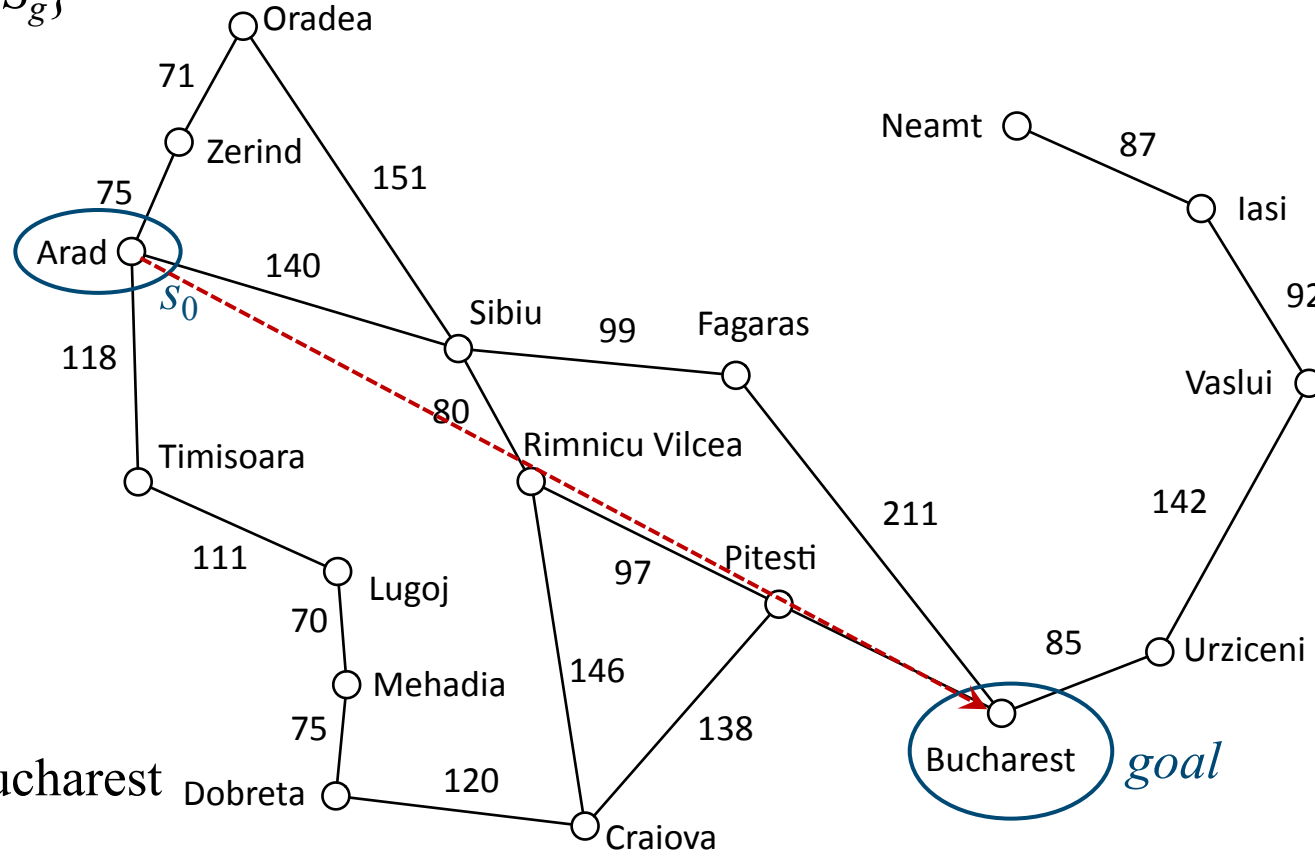 Sg}
Oradea
71
Neamt
87
Zerind
151
75
Iasi
Arad
140
s0
92
Sibiu
99
Fagaras
118
Vaslui
80
Rimnicu Vilcea
Timisoara
142
211
111
97
Pitesti
Lugoj
70
85
Urziceni
146
Mehadia
75
138
Bucharest
goal
ucharest
Dobreta
120
Craiova